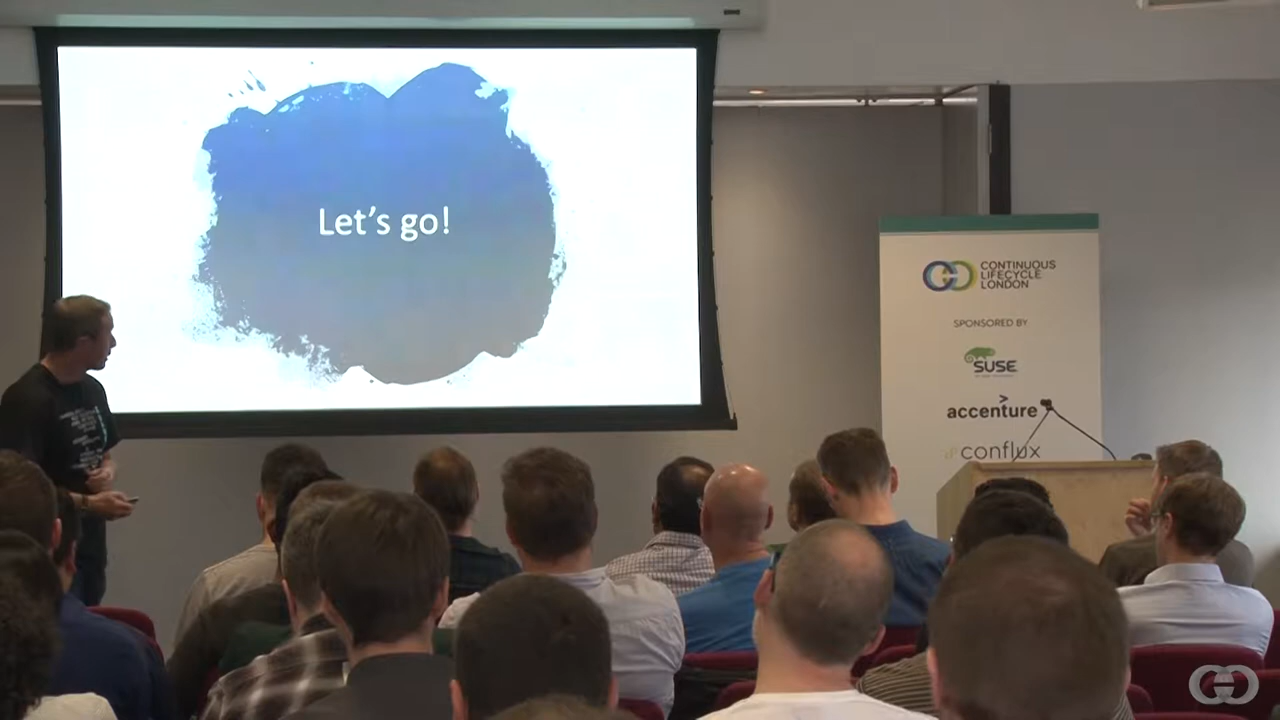 Let's go!
CONTINUOUS
LIFECYCLE
LONDON
SPONSORED BY
SUSE
accenture
conflux